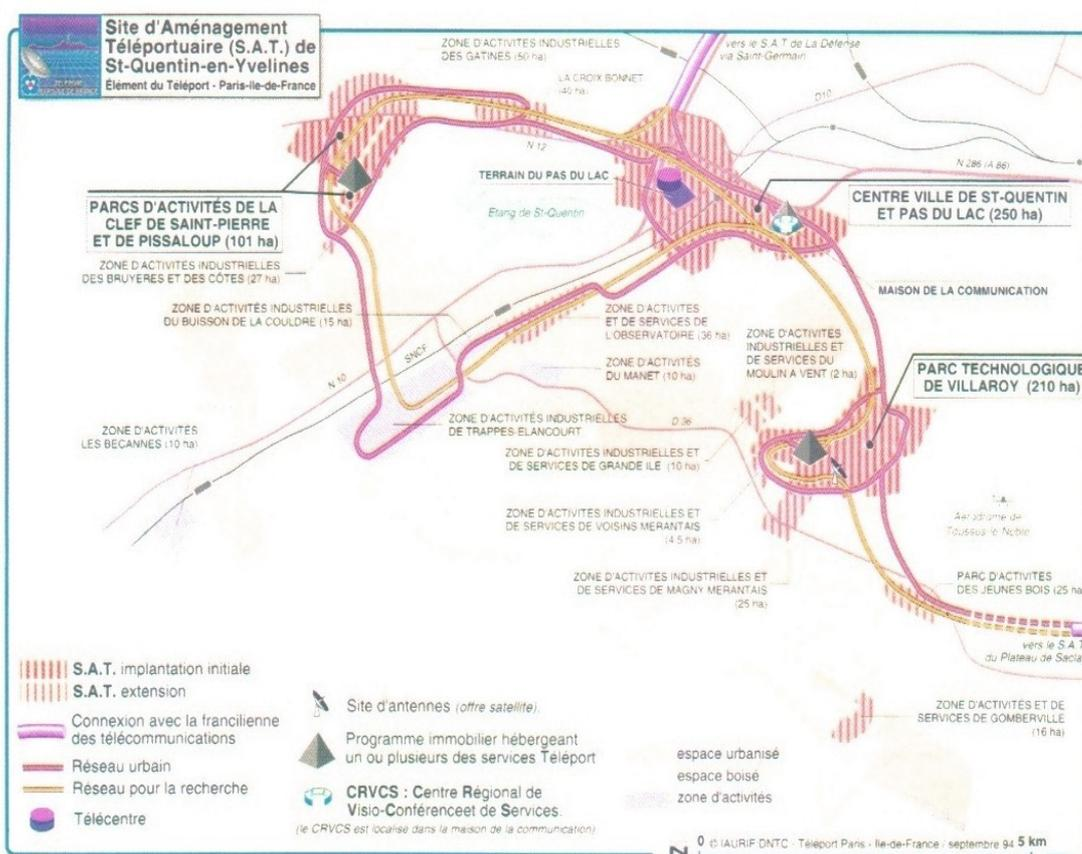 Site d'Aménagement
Téléportuaire (S.A.T.) de
St-Quentin-en-Yvelines
Élément du Téléport - Paris-Ile-de-France
ZONE D'ACTIVITÉS INDUSTRIELLES
DES GATINES (50 ha)
vers le S.A.T de La Défense
via Saint-Germain
LA CROIX BONNET
(40 ha)
D10
N 12
N 286 (A 86)
TERRAIN DU PAS DU LAC
PARCS D'ACTIVITÉS DE LA
CLEF DE SAINT-PIERRE
ET DE PISSALOUP (101 ha)
Etang de St-Quentin
CENTRE VILLE DE ST-QUENTIN
ET PAS DU LAC (250 ha)
ZONE D'ACTIVITÉS INDUSTRIELLES
DES BRUYERES ET DES CÔTES (27 ha)
MAISON DE LA COMMUNICATION
ZONE D'ACTIVITÉS INDUSTRIELLES
DU BUISSON DE LA COULDRE (15 ha)
ZONE D'ACTIVITES
ET DE SERVICES DE
L'OBSERVATOIRE (36 ha)
ZONE D'ACTIVITES
INDUSTRIELLES ET
DE SERVICES DU
MOULIN A VENT (2 ha)
SNCF
N 10
ZONE D'ACTIVITÉS
DU MANET (10 ha)
PARC TECHNOLOGIQUE
DE VILLAROY (210 ha)
ZONE D'ACTIVITÉS
LES BECANNES (10 ha)
ZONE D'ACTIVITÉS INDUSTRIELLES
DE TRAPPES-ELANCOURT
D 36
ZONE D'ACTIVITÉS INDUSTRIELLES ET
DE SERVICES DE GRANDE ILE (10 ha)
ZONE D'ACTIVITÉS INDUSTRIELLES ET
DE SERVICES DE VOISINS MERANTAIS
(4.5 ha)
Aérodrome de
Toussus-le-Noble
ZONE D'ACTIVITÉS INDUSTRIELLES ET
DE SERVICES DE MAGNY MERANTAIS
(25 ha)
PARC D'ACTIVITES
DES JEUNES BOIS (25 ha
vers le S.A.T
du Plateau de Sacla
S.A.T. implantation initiale
S.A.T. extension
Connexion avec la francilienne
des télécommunications
Réseau urbain
Réseau pour la recherche
Télécentre
Site d'antennes (offre satellite).
Programme immobilier hébergeant
un ou plusieurs des services Téléport
CRVCS : Centre Régional de
Visio-Conférenceet de Services.
(le CRVCS est localisé dans la maison de la communication)
espace urbanisé
espace boisé
zone d'activités
ZONE D'ACTIVITÉS ET DE
SERVICES DE GOMBERVILLE
(16 ha)
N
0 © IAURIF DNTC - Téléport Paris - Ile-de-France / septembre 94 5 km